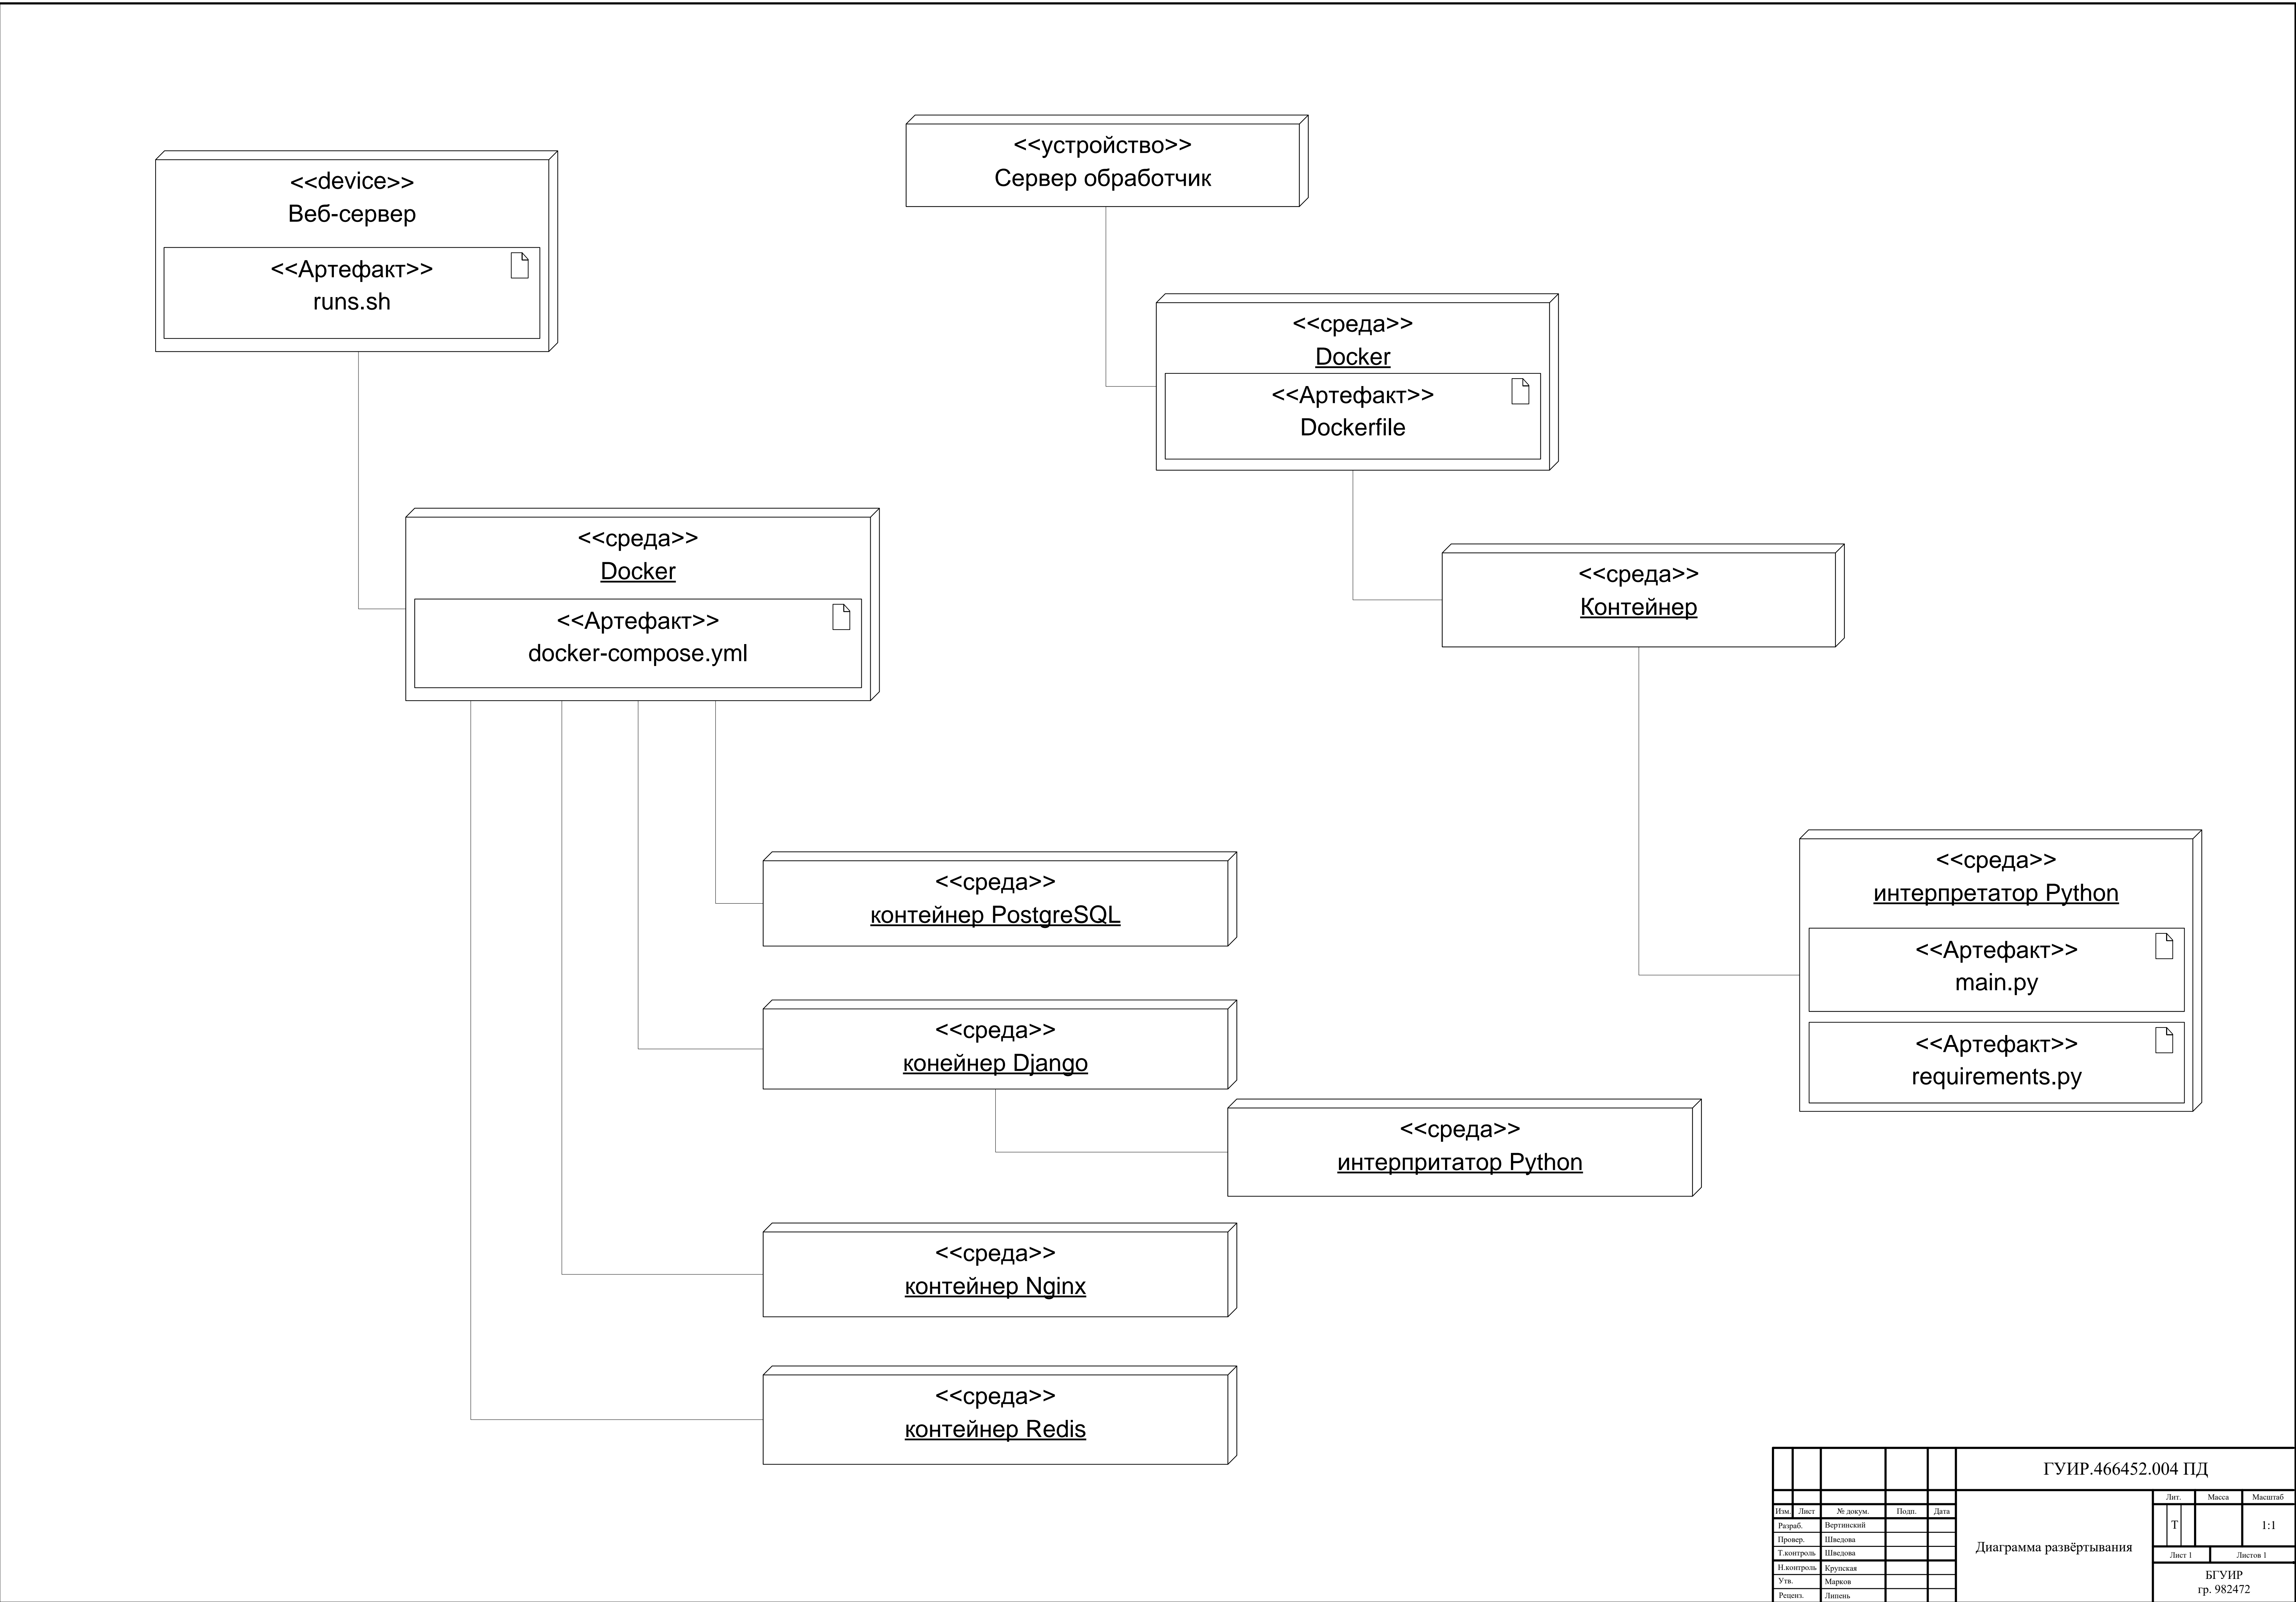 <<device>>
Веб-сервер
<<Артефакт>>
runs.sh
<<устройство>>
Сервер обработчик
<<среда>>
Docker
<<Артефакт>>
Dockerfile
<<среда>>
Docker
<<Артефакт>>
docker-compose.yml
<<среда>>
Контейнер
<<среда>>
контейнер PostgreSQL
<<среда>>
интерпретатор Python
<<Артефакт>>
main.py
<<Артефакт>>
requirements.py
<<среда>>
конейнер Django
<<среда>>
интерпритатор Python
<<среда>>
контейнер Nginx
<<среда>>
контейнер Redis
ГУИР.466452.004 ПД
Изм. Лист № докум. Подп. Дата
Разраб. Вертинский
Провер. Шведова
Т.контроль Шведова
Н.контроль Крупская
Утв. Марков
Реценз. Липень
Диаграмма развёртывания
Лит. Масса Масштаб
Т 1:1
Лист 1 Листов 1
БГУИР
гр. 982472